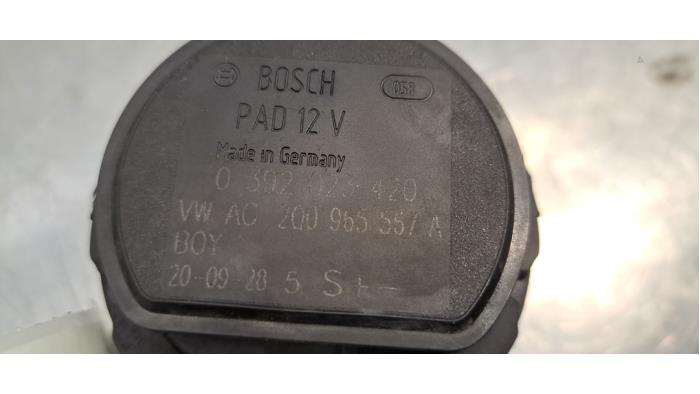 BOSCH 058
PAD 12 V
Made in Germany
0 392 023 420
VW AG 2Q0 965 567 A
BOY
20-09-28 5 S + -